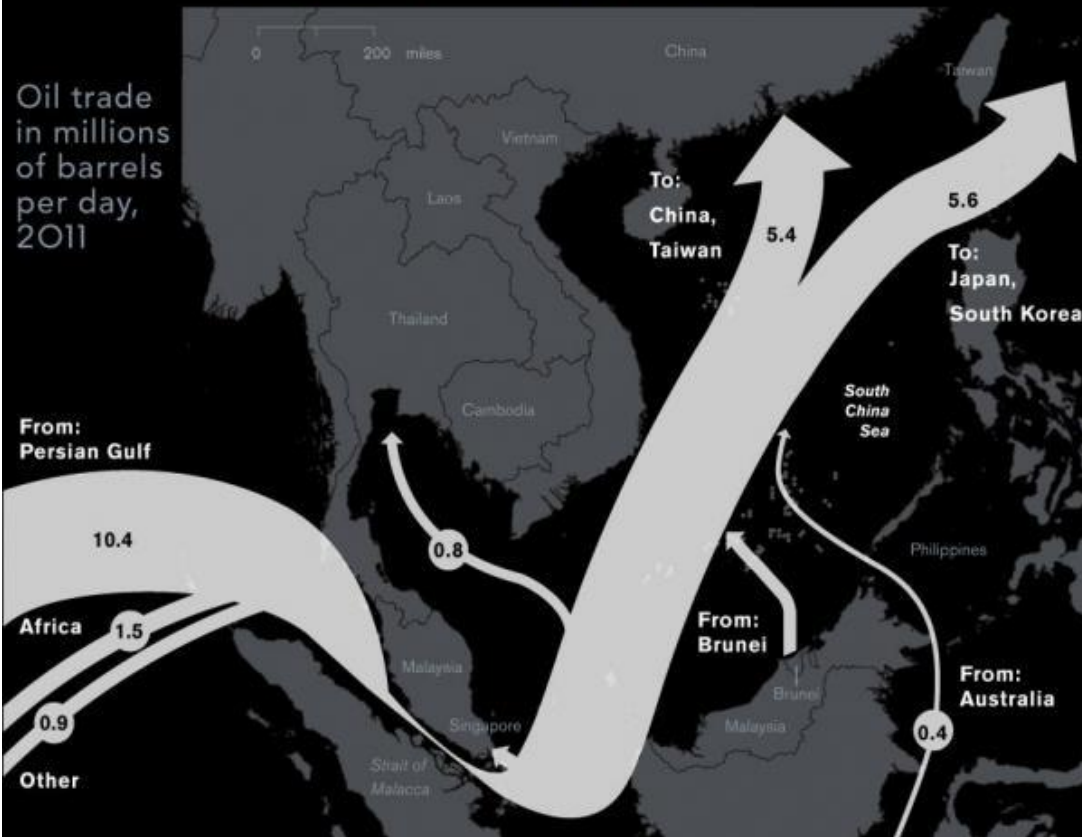 0 200 miles
China
Taiwan
Oil trade
in millions
of barrels
per day,
2011
Vietnam
Laos
To:
China,
Taiwan
5.4
5.6
To:
Japan,
South Korea
Thailand
Cambodia
South
China
Sea
From:
Persian Gulf
10.4
0.8
Philippines
Africa
1.5
From:
Brunei
Malaysia
Brunei
From:
Australia
0.9
Singapore
Malaysia
0.4
Other
Strait of
Malacca